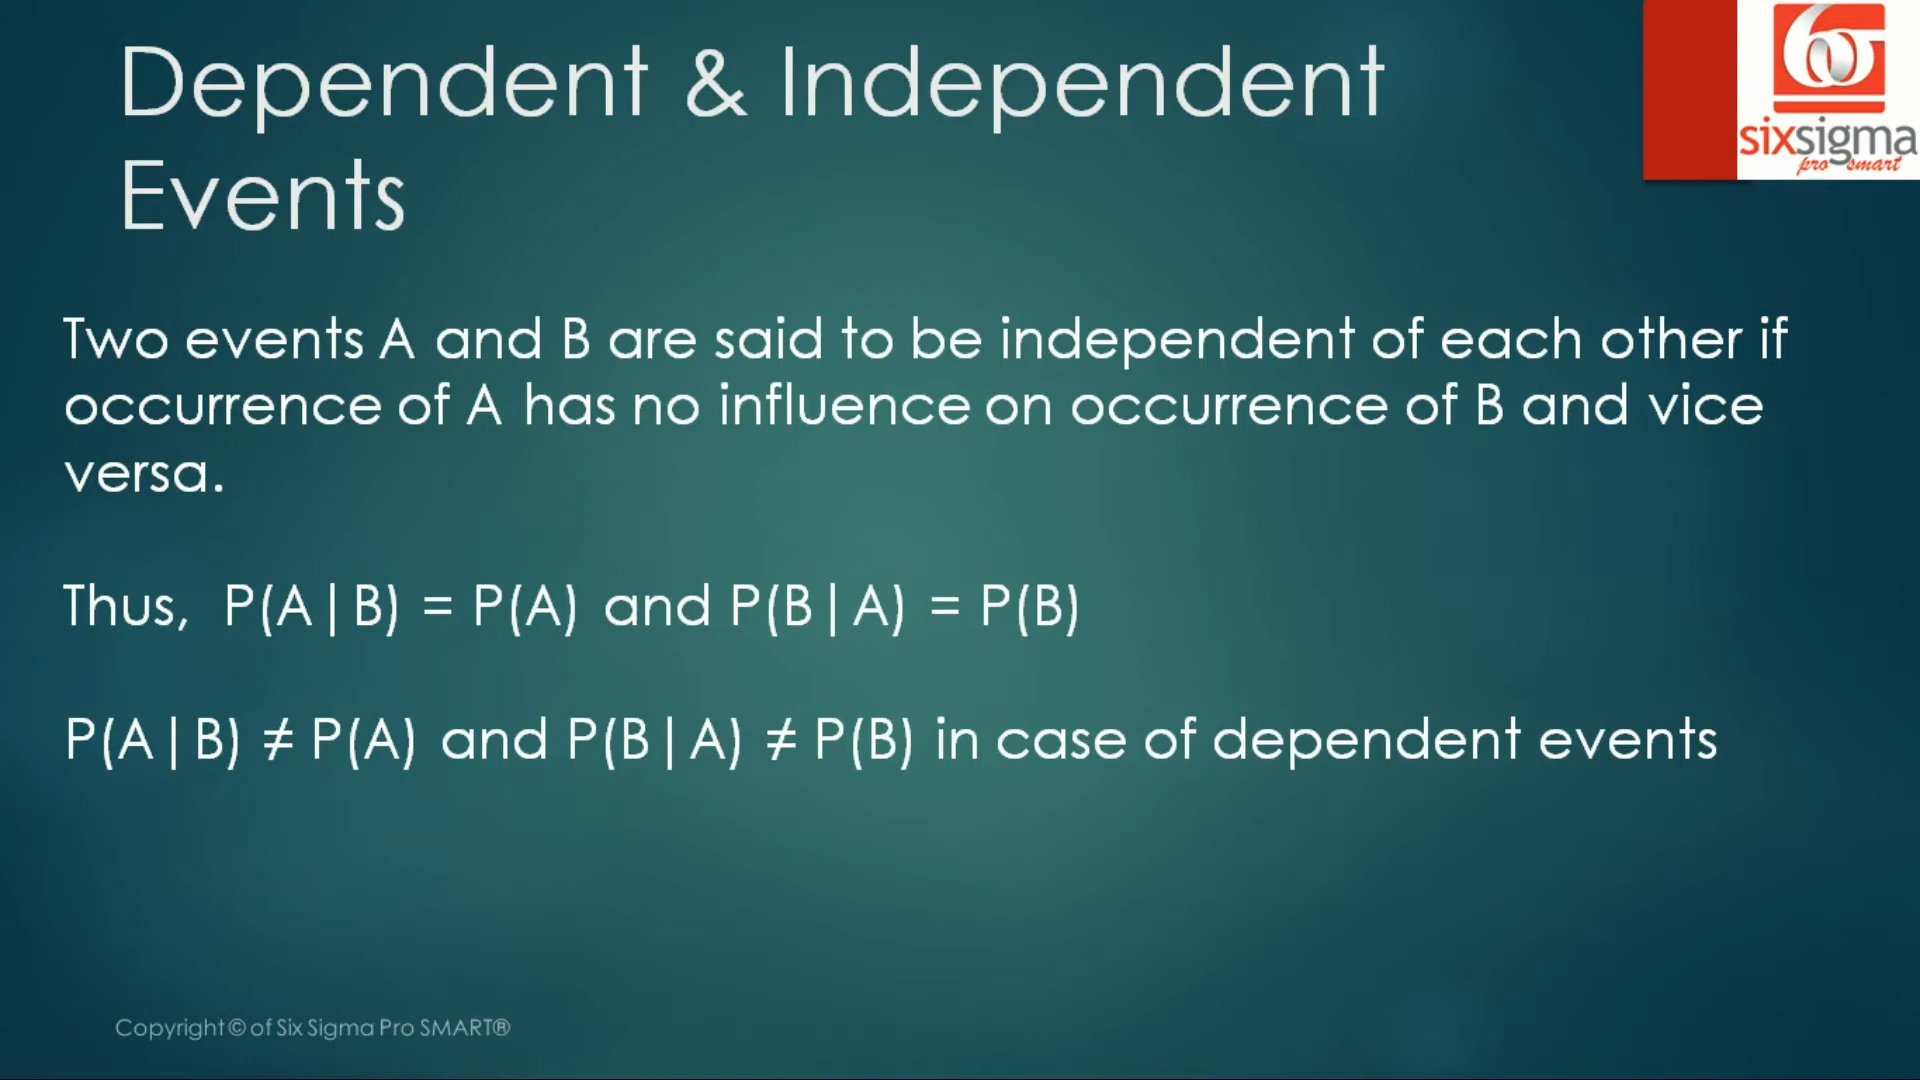 Dependent & Independent
Events
sixsigma
pro smart
Two events A and B are said to be independent of each other if
occurrence of A has no influence on occurrence of B and vice
versa.
Thus, P(A|B) = P(A) and P(B|A) = P(B)
P(A|B) ≠ P(A) and P(B|A) ≠ P(B) in case of dependent events
Copyright © of Six Sigma Pro SMART®